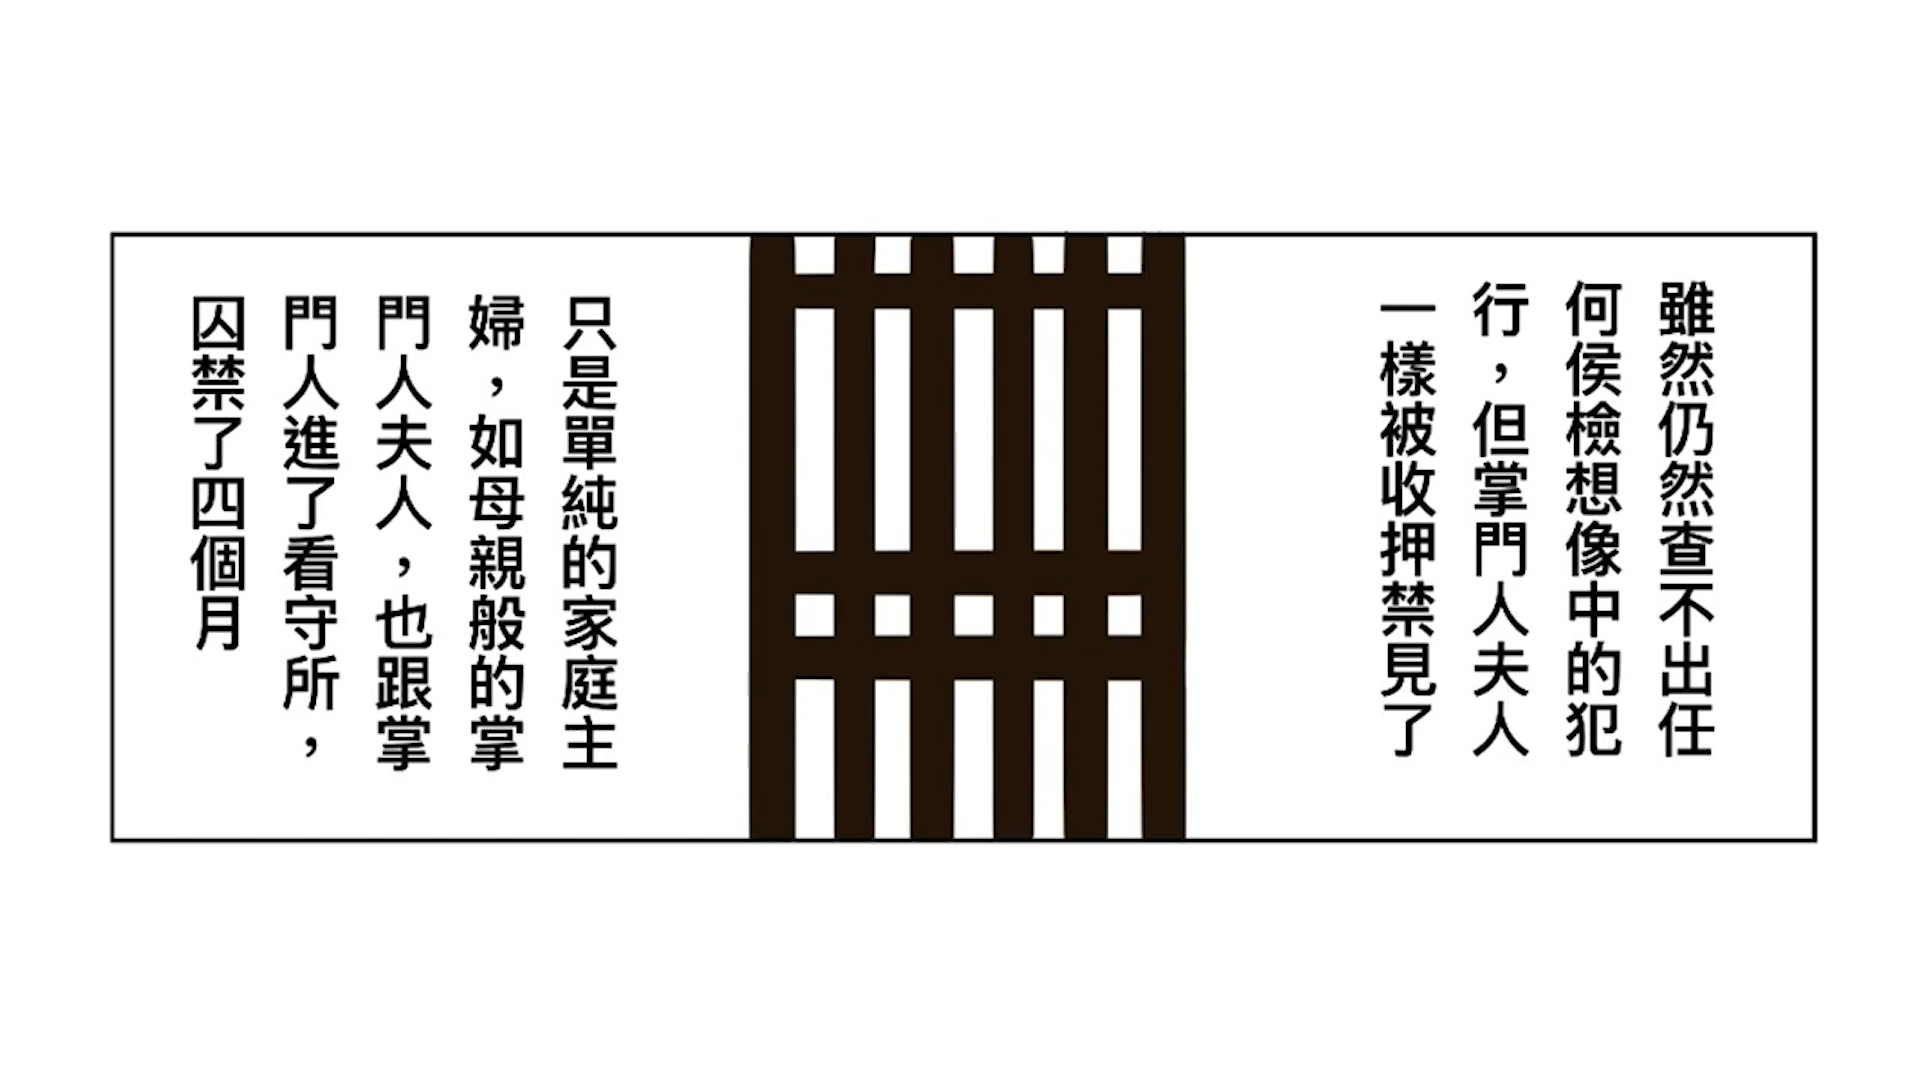 雖然仍然查不出任
何侯檢想像中的犯
行，但掌門人夫人
一樣被收押禁見了
只是單純的家庭主
婦，如母親般的掌
門人夫人，也跟掌
門人進了看守所，
囚禁了四個月